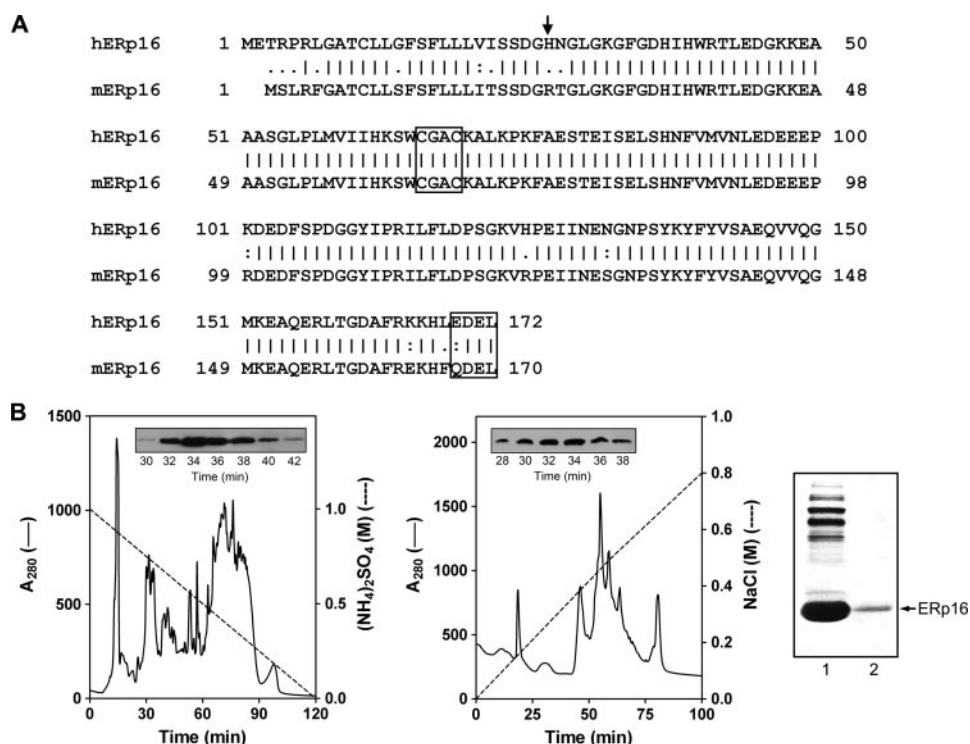 A
hERp16 1 METRPRLGATCLLGFSFLLLVISSDGHNGLGKGFGDHIHWRTLEDGKKEA 50
mERp16 1 MSLRFGATCLLSFSFLLLITSSDGRTGLGKGFGDHIHWRTLEDGKKEA 48
hERp16 51 AASGLPLMVIIHKSWCGACKALKPKFAESTEISELSHNFVMVNLEDEEEP 100
mERp16 49 AASGLPLMVIIHKSWCGACKALKPKFAESTEISELSHNFVMVNLEDEEEP 98
hERp16 101 KDEDFSPDGGYIPRILFLDPSGKVHPEIINENGNPSYKYFYVSAEQVVQG 150
mERp16 99 RDEDFSPDGGYIPRILFLDPSGKVRPEIINESGNPSYKYFYVSAEQVVQG 148
hERp16 151 MKEAQERLTGDAFRKKHLEDEL 172
mERp16 149 MKEAQERLTGDAFREKHFQDEL 170
B
1500
1000
500
0
A280 (—)
30 32 34 36 38 40 42
Time (min)
1.0
0.5
0.0
(NH4)2SO4 (M) (---)
0 30 60 90 120
Time (min)
2000
1500
1000
500
0
A280 (—)
28 30 32 34 36 38
Time (min)
1.0
0.8
0.6
0.4
0.2
0.0
NaCl (M) (---)
0 25 50 75 100
Time (min)
ERp16
1 2